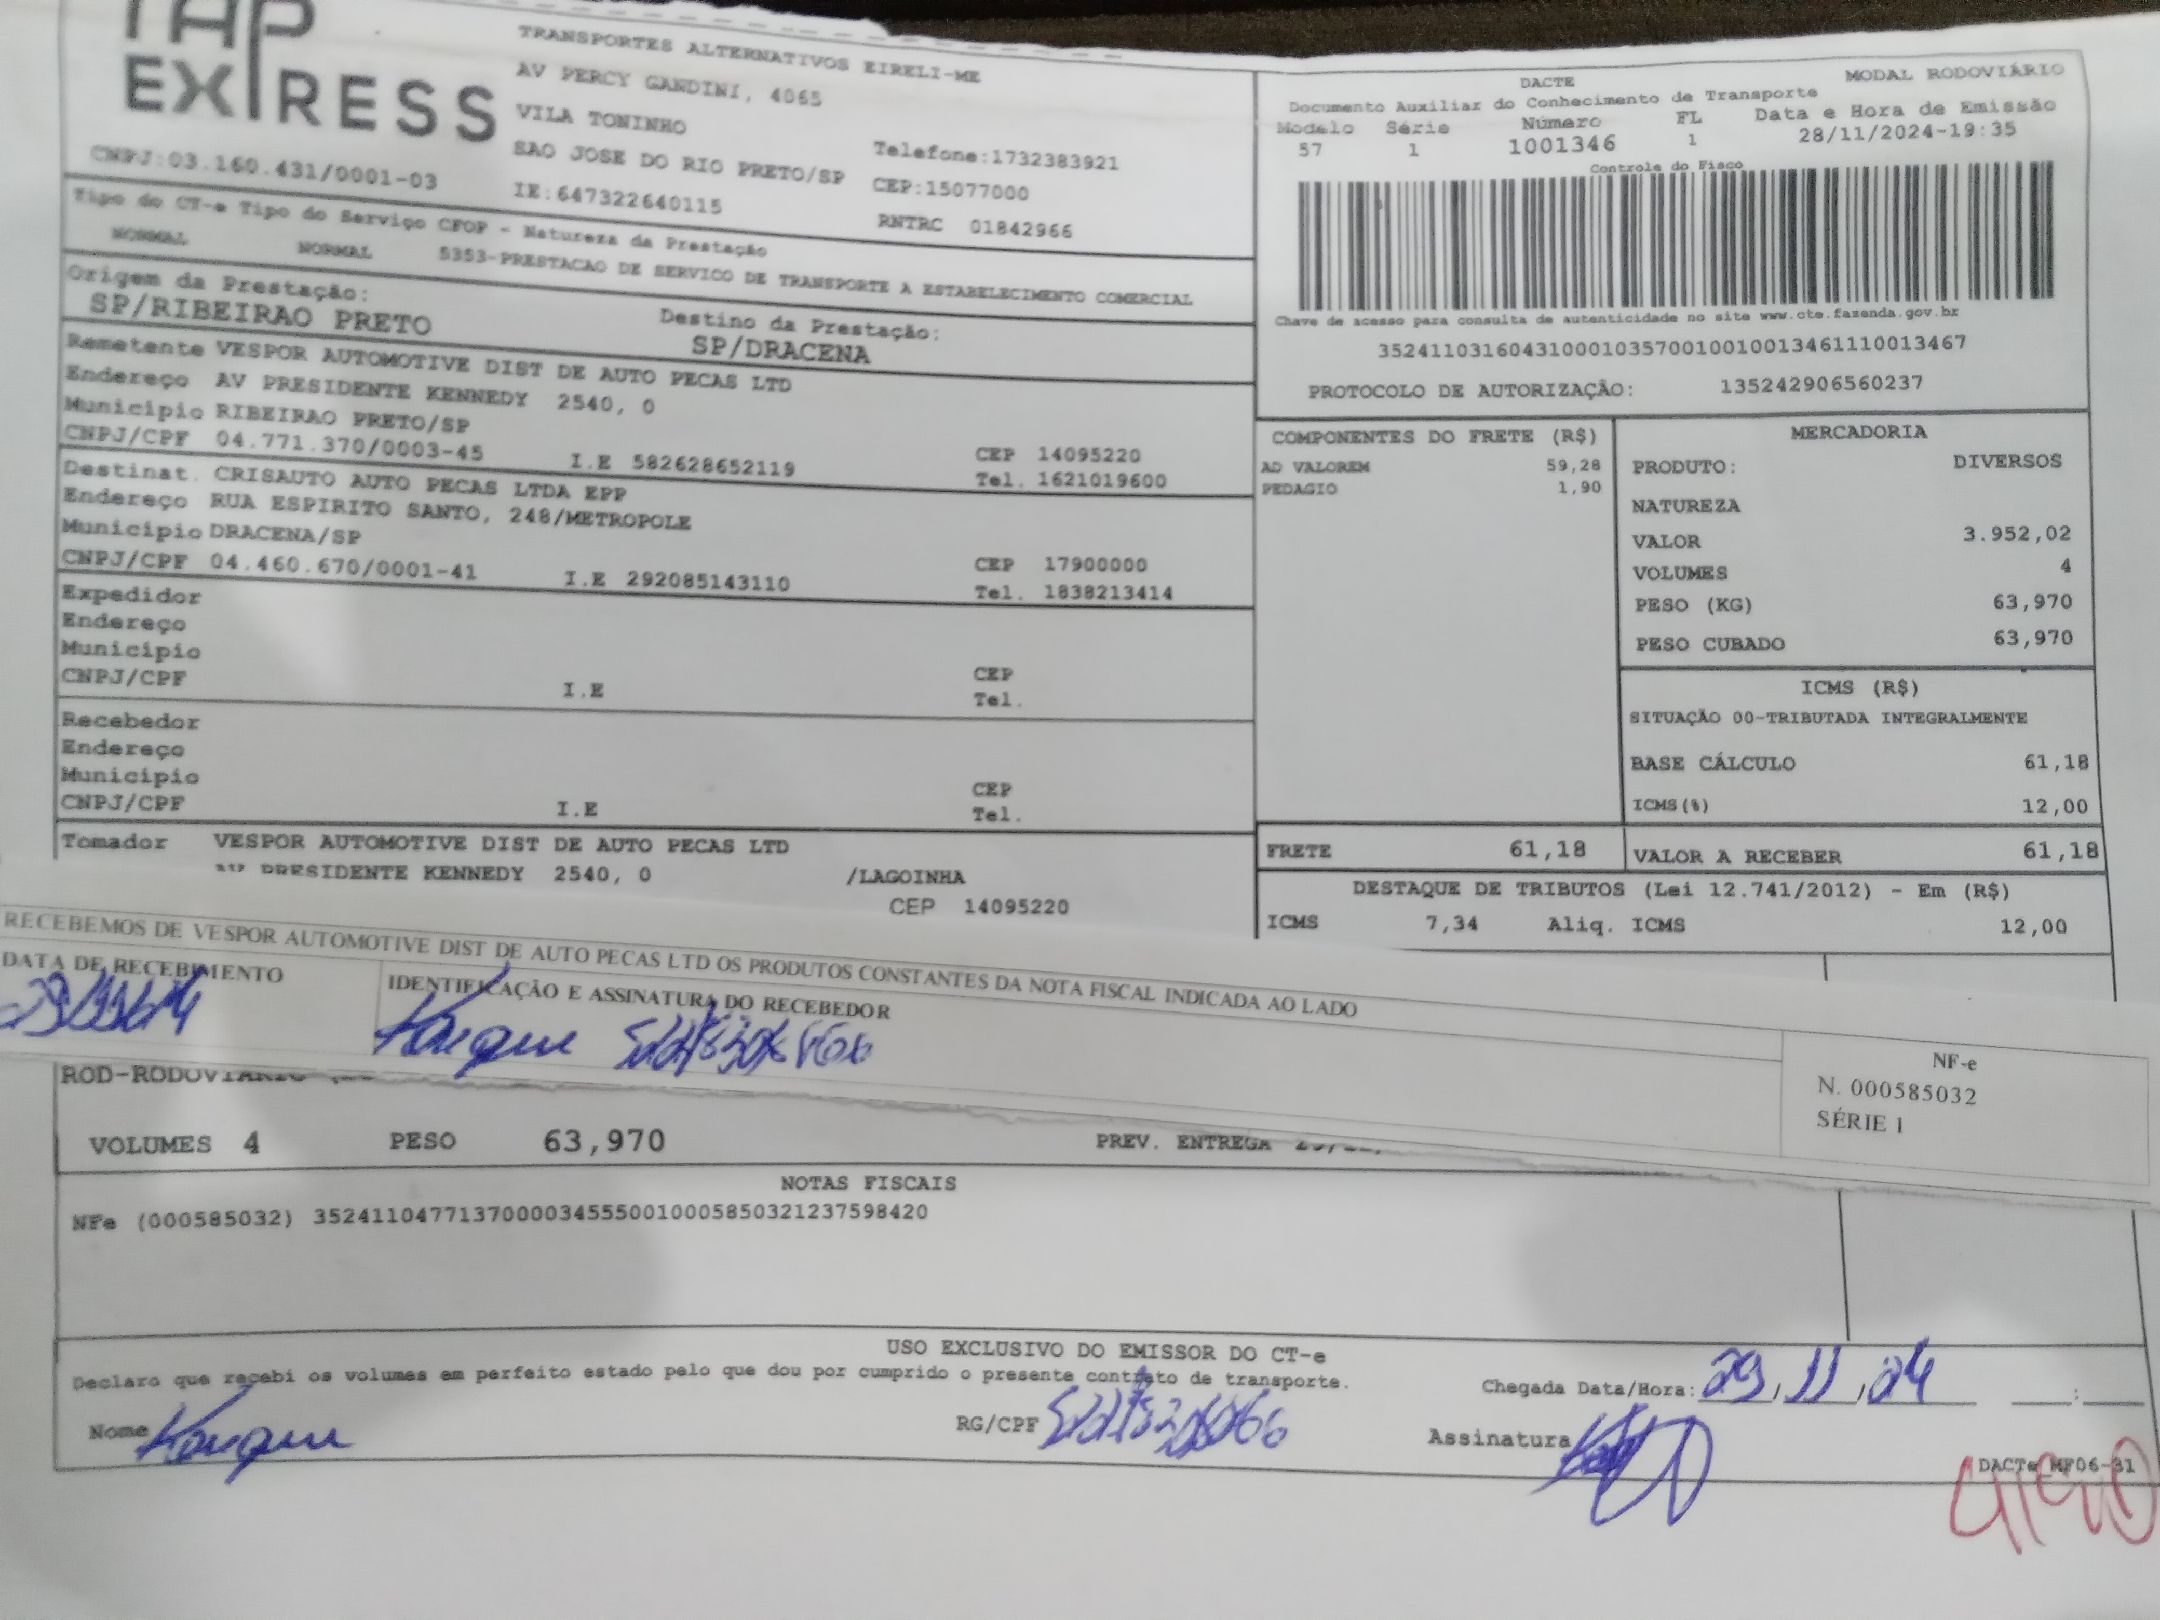 TAP
EXPRESS
TRANSPORTES ALTERNATIVOS EIRELI-ME
AV PERCY GANDINI, 4065
VILA TONINHO
SAO JOSE DO RIO PRETO/SP
Telefone:1732383921
CEP:15077000
CNPJ:03.160.431/0001-03
IE:647322640115
RNTRC 01842966
Tipo do CT-e Tipo do Serviço CFOP - Natureza da Prestação
NORMAL NORMAL 5353-PRESTACAO DE SERVICO DE TRANSPORTE A ESTABELECIMENTO COMERCIAL
Origem da Prestação:
SP/RIBEIRAO PRETO
Destino da Prestação:
SP/DRACENA
Remetente VESPOR AUTOMOTIVE DIST DE AUTO PECAS LTD
Endereço AV PRESIDENTE KENNEDY 2540, 0
Município RIBEIRAO PRETO/SP CEP 14095220
CNPJ/CPF 04.771.370/0003-45 I.E 582628652119 Tel. 1621019600
Destinat. CRISAUTO AUTO PECAS LTDA EPP
Endereço RUA ESPIRITO SANTO, 248/METROPOLE
Município DRACENA/SP CEP 17900000
CNPJ/CPF 04.460.670/0001-41 I.E 292085143110 Tel. 1838213414
Expedidor
Endereço
Município CEP
CNPJ/CPF I.E Tel.
Recebedor
Endereço
Município CEP
CNPJ/CPF I.E Tel.
Tomador VESPOR AUTOMOTIVE DIST DE AUTO PECAS LTD
PRESIDENTE KENNEDY 2540, 0 /LAGOINHA
CEP 14095220
DACTE MODAL RODOVIÁRIO
Documento Auxiliar do Conhecimento de Transporte
Modelo Série Número FL Data e Hora de Emissão
57 1 1001346 1 28/11/2024-19:35
Controle do Fisco
Chave de acesso para consulta de autenticidade no site www.cte.fazenda.gov.br
35241103160431000103570010010013461110013467
PROTOCOLO DE AUTORIZAÇÃO: 135242906560237
COMPONENTES DO FRETE (R$)
AD VALOREM 59,28
PEDAGIO 1,90
MERCADORIA
PRODUTO: DIVERSOS
NATUREZA
VALOR 3.952,02
VOLUMES 4
PESO (KG) 63,970
PESO CUBADO 63,970
ICMS (R$)
SITUAÇÃO 00-TRIBUTADA INTEGRALMENTE
BASE CÁLCULO 61,18
ICMS(%) 12,00
FRETE 61,18 VALOR A RECEBER 61,18
DESTAQUE DE TRIBUTOS (Lei 12.741/2012) - Em (R$)
ICMS 7,34 Aliq. ICMS 12,00
RECEBEMOS DE VESPOR AUTOMOTIVE DIST DE AUTO PECAS LTD OS PRODUTOS CONSTANTES DA NOTA FISCAL INDICADA AO LADO
DATA DE RECEBIMENTO IDENTIFICAÇÃO E ASSINATURA DO RECEBEDOR
NF-e
N. 000585032
SÉRIE 1
ROD-RODOVIÁRIO
VOLUMES 4 PESO 63,970 PREV. ENTREGA
NOTAS FISCAIS
NFe (000585032) 35241104771370000345550010005850321237598420
USO EXCLUSIVO DO EMISSOR DO CT-e
Declaro que recebi os volumes em perfeito estado pelo que dou por cumprido o presente contrato de transporte.
Chegada Data/Hora: 29/11/24 :
Nome RG/CPF Assinatura
DACTe_MF06-31